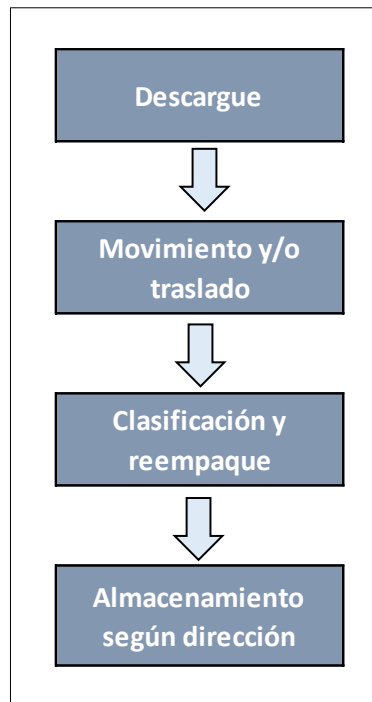 Descargue
Movimiento y/o
traslado
Clasificación y
reempaque
Almacenamiento
según dirección